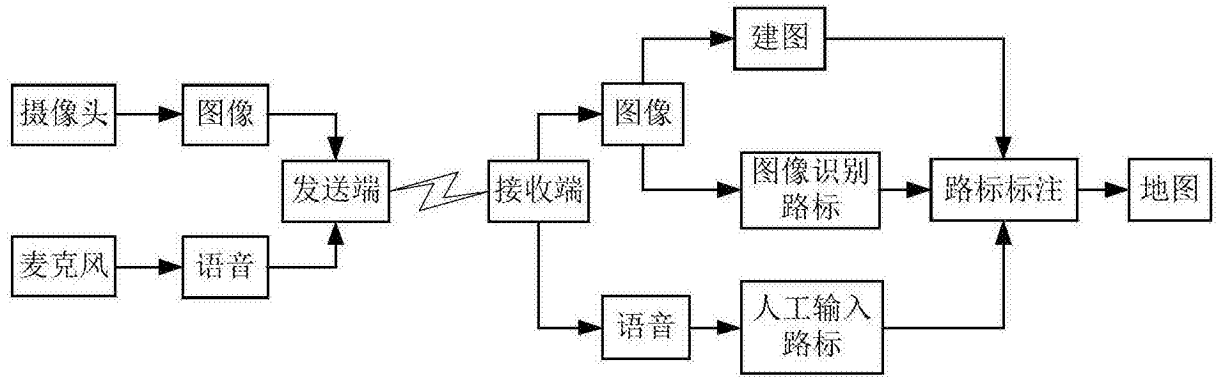 建图
摄像头
图像
图像
发送端
接收端
图像识别
路标
路标标注
地图
麦克风
语音
语音
人工输入
路标